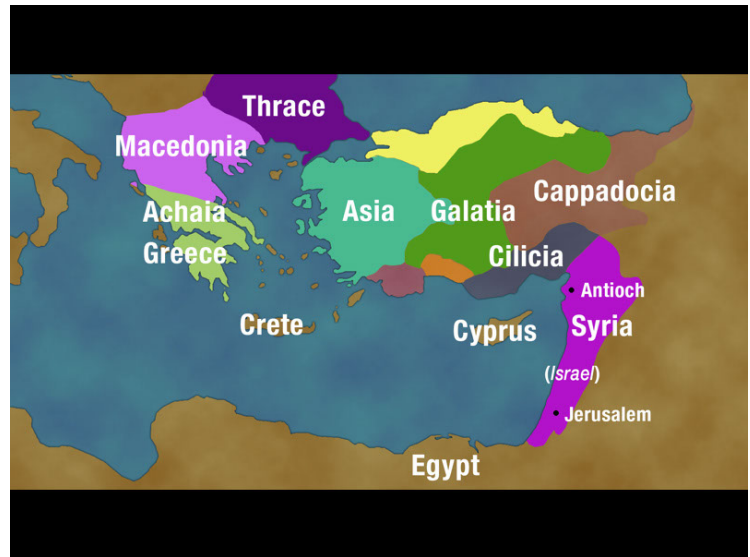 Thrace
Macedonia
Cappadocia
Achaia
Asia
Galatia
Greece
Cilicia
Antioch
Crete
Cyprus
Syria
(Israel)
Jerusalem
Egypt